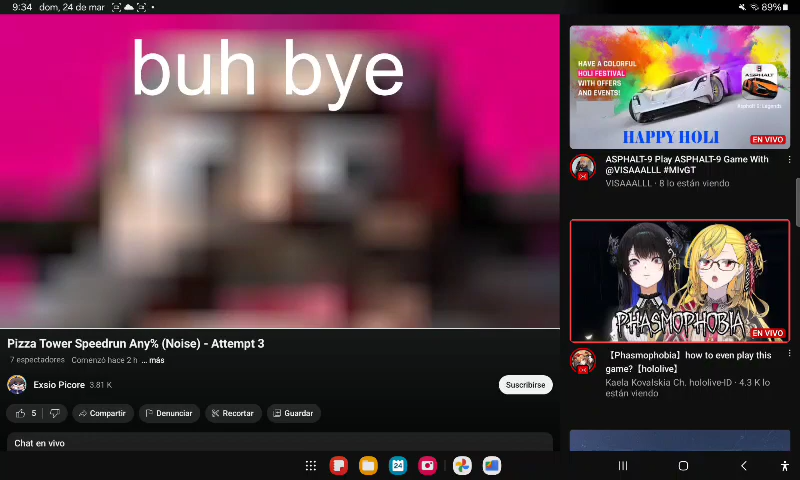 9:34 dom, 24 de mar
89%
buh bye
Pizza Tower Speedrun Any% (Noise) - Attempt 3
7 espectadores Comenzó hace 2 h ... más
Exsio Picore 3.81 K
Suscribirse
5
Compartir
Denunciar
Recortar
Guardar
Chat en vivo
HAVE A COLORFUL
HOLI FESTIVAL
WITH OFFERS
AND EVENTS!
ASPHALT
Asphalt 9: Legends
HAPPY HOLI
EN VIVO
ASPHALT-9 Play ASPHALT-9 Game With
@VISAAALLL #MIvGT
VISAAALLL · 8 lo están viendo
PHASMOPHOBIA
EN VIVO
【Phasmophobia】how to even play this
game?【hololive】
Kaela Kovalskia Ch. hololive-ID · 4.3 K lo
están viendo
24